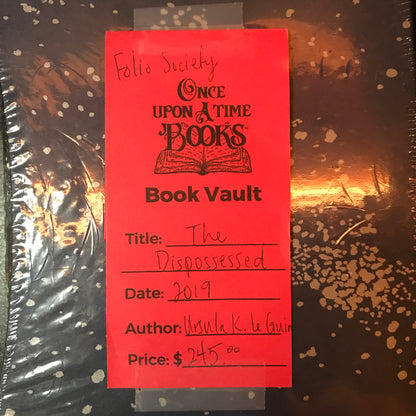 Folio Society
ONCE
UPON A TIME
BOOKS
Book Vault
Title: The
Dispossessed
Date: 2019
Author: Ursula K. Le Guin
Price: $ 245.00